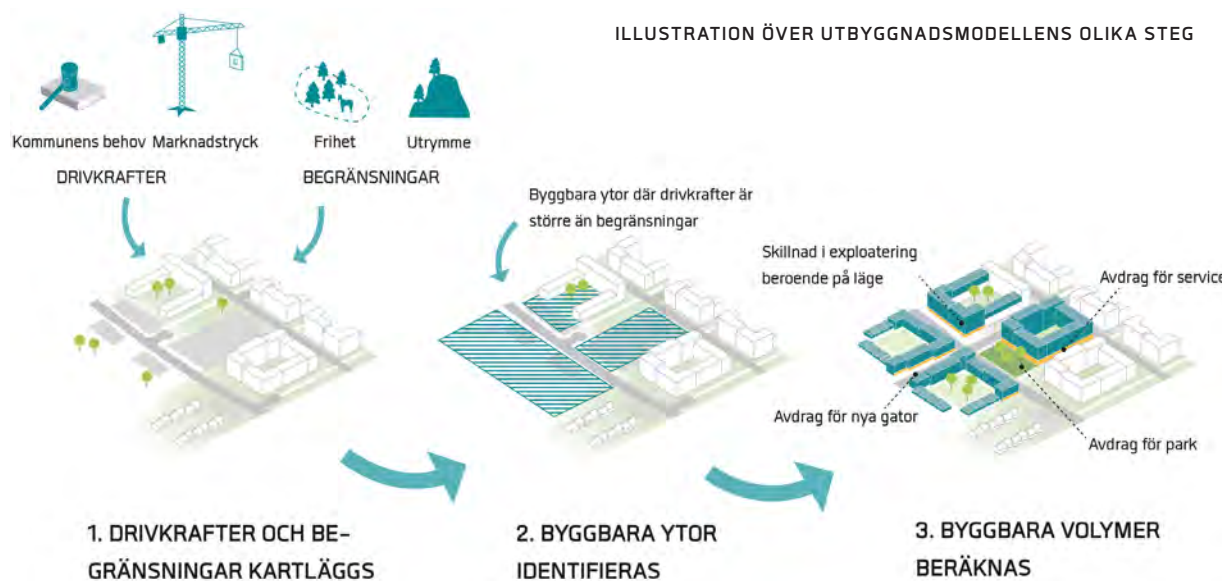 ILLUSTRATION ÖVER UTBYGGNADSMODELLENS OLIKA STEG
Kommunens behov
Marknadstryck
Frihet
Utrymme
DRIVKRAFTER
BEGRÄNSNINGAR
Byggbara ytor där drivkrafter är
större än begränsningar
Skillnad i exploatering
beroende på läge
Avdrag för service
Avdrag för nya gator
Avdrag för park
1. DRIVKRAFTER OCH BE-
GRÄNSNINGAR KARTLÄGGS
2. BYGGBARA YTOR
IDENTIFIERAS
3. BYGGBARA VOLYMER
BERÄKNAS